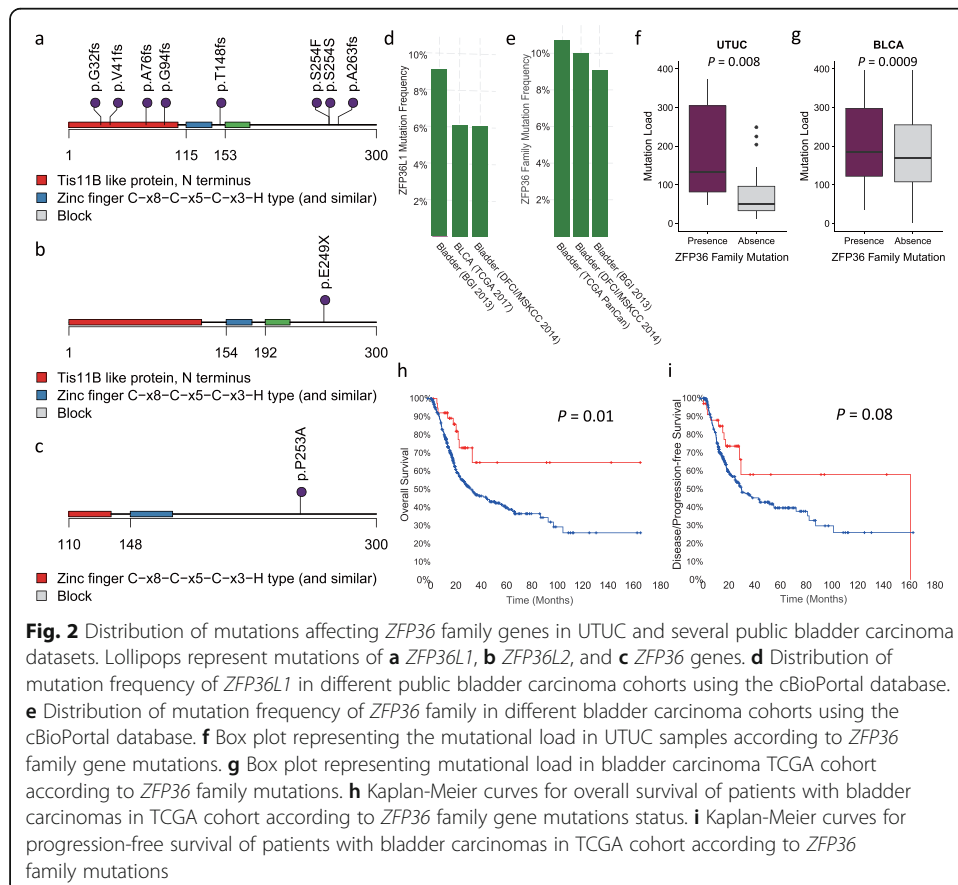 a
p.G32fs
p.V41fs
p.A76fs
p.G94fs
p.T148fs
p.S254F
p.S254S
p.A263fs
1
115
153
300
Tis11B like protein, N terminus
Zinc finger C−x8−C−x5−C−x3−H type (and similar)
Block
b
p.E249X
1
154
192
300
Tis11B like protein, N terminus
Zinc finger C−x8−C−x5−C−x3−H type (and similar)
Block
c
p.P253A
110
148
300
Zinc finger C−x8−C−x5−C−x3−H type (and similar)
Block
d
ZFP36L1 Mutation Frequency
10%
8%
6%
4%
2%
Bladder (BGI 2013)
BLCA (TCGA 2017)
Bladder (DFCI/MSKCC 2014)
e
ZFP36 Family Mutation Frequency
10%
8%
6%
4%
2%
Bladder (TCGA PanCan)
Bladder (DFCI/MSKCC 2014)
Bladder (BGI 2013)
f
UTUC
P = 0.008
Mutation Load
400
300
200
100
0
Presence Absence
ZFP36 Family Mutation
g
BLCA
P = 0.0009
Mutation Load
400
300
200
100
0
Presence Absence
ZFP36 Family Mutation
h
P = 0.01
Overall Survival
100%
90%
80%
70%
60%
50%
40%
30%
20%
10%
0%
0 20 40 60 80 100 120 140 160 180
Time (Months)
i
P = 0.08
Disease/Progression-free Survival
100%
90%
80%
70%
60%
50%
40%
30%
20%
10%
0%
0 20 40 60 80 100 120 140 160 180
Time (Months)
Fig. 2 Distribution of mutations affecting ZFP36 family genes in UTUC and several public bladder carcinoma
datasets. Lollipops represent mutations of a ZFP36L1, b ZFP36L2, and c ZFP36 genes. d Distribution of
mutation frequency of ZFP36L1 in different public bladder carcinoma cohorts using the cBioPortal database.
e Distribution of mutation frequency of ZFP36 family in different bladder carcinoma cohorts using the
cBioPortal database. f Box plot representing the mutational load in UTUC samples according to ZFP36
family gene mutations. g Box plot representing mutational load in bladder carcinoma TCGA cohort
according to ZFP36 family mutations. h Kaplan-Meier curves for overall survival of patients with bladder
carcinomas in TCGA cohort according to ZFP36 family gene mutations status. i Kaplan-Meier curves for
progression-free survival of patients with bladder carcinomas in TCGA cohort according to ZFP36
family mutations